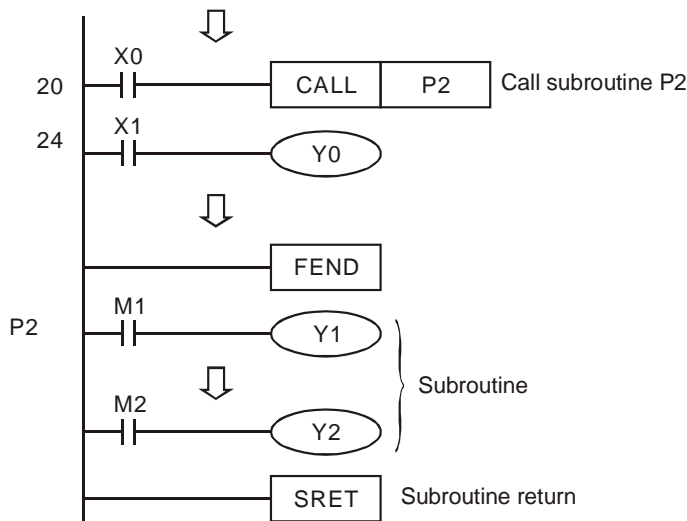 X0
20 CALL P2 Call subroutine P2
X1
24 Y0
FEND
M1
P2 Y1
Subroutine
M2
Y2
SRET Subroutine return